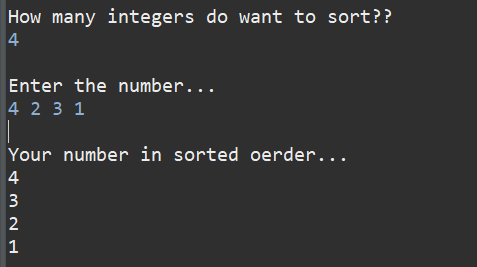 How many integers do want to sort??
4
Enter the number...
4 2 3 1
Your number in sorted oerder...
4
3
2
1